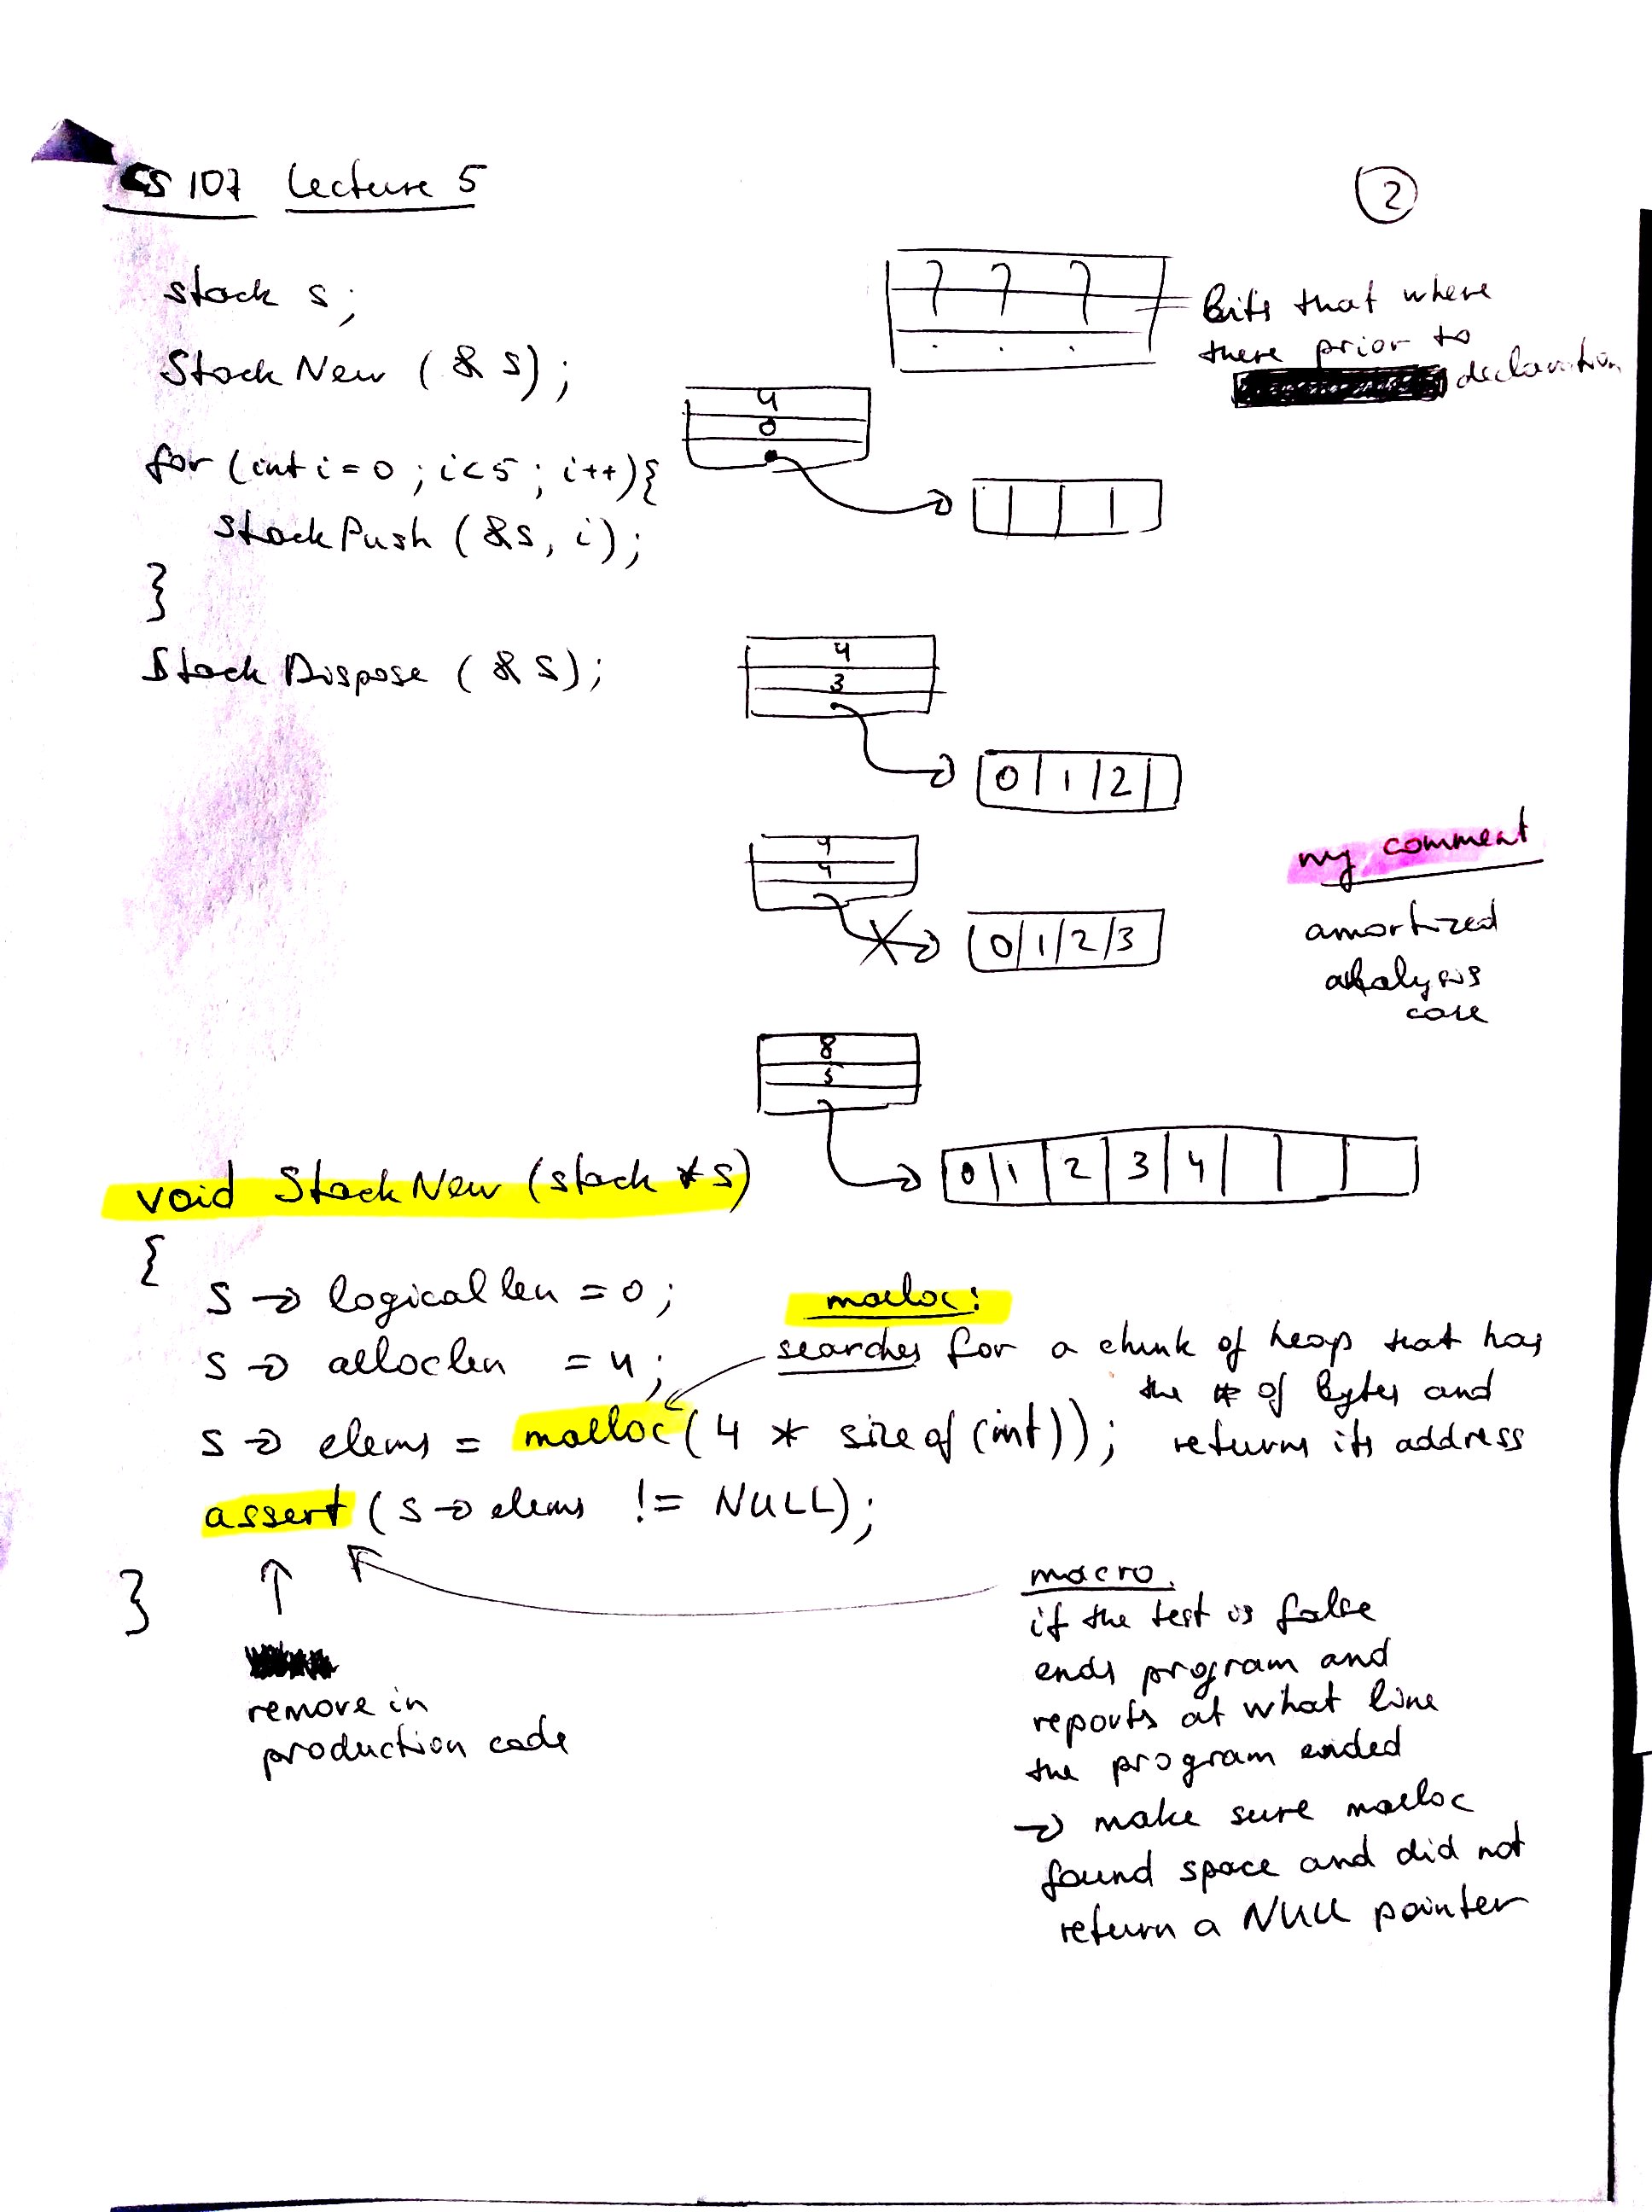 CS 107 Lecture 5
2
stack s;
StackNew (&s);
for (int i = 0 ; i<5 ; i++){
StackPush (&s, i);
}
Stack Dispose (&s);
? ? ?
. . .
Bits that where
there prior to
declaration
4
0
4
3
0 1 2
4
4
0 1 2 3
my comment
amortized
analysis
case
8
5
0 1 2 3 4
void StackNew (stack *s)
{
s → logicallen = 0;
s → alloclen = 4;
s → elems = malloc(4 * sizeof(int));
assert (s → elems != NULL);
}
malloc:
searches for a chunk of heap that has
the # of bytes and
returns its address
↑
remove in
production code
macro.
if the test is false
ends program and
reports at what line
the program ended
→ make sure malloc
found space and did not
return a NULL pointer